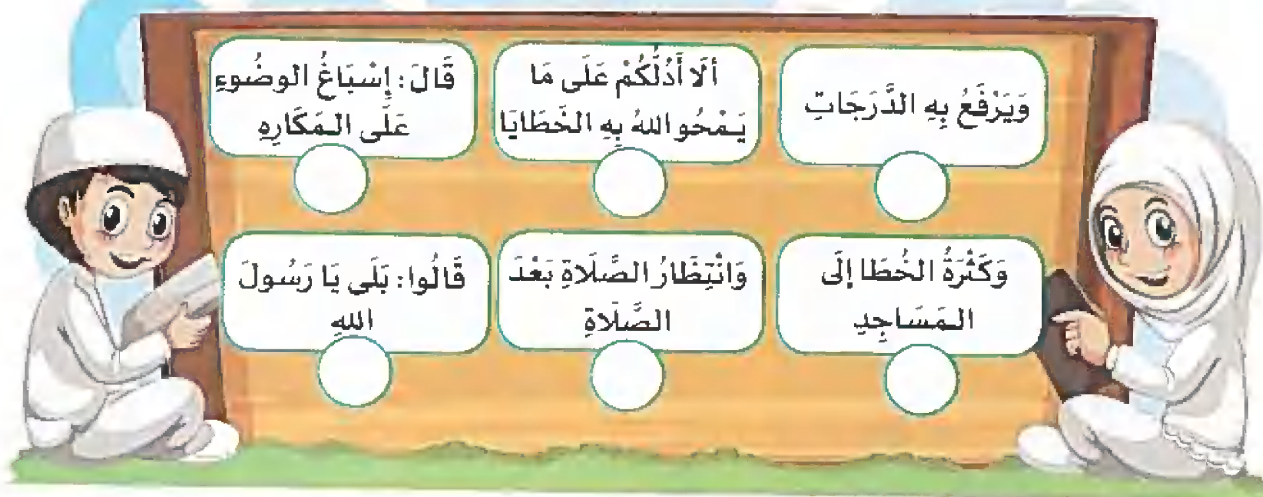 وَيَرْفَعُ بِهِ الدَّرَجَاتِ
أَلَا أَدُلُّكُمْ عَلَى مَا
يَمْحُو اللهُ بِهِ الخَطَايَا
قَالَ: إِسْبَاغُ الوضُوءِ
عَلَى المَكَارِهِ
وَكَثْرَةُ الخُطَا إِلَى
المَسَاجِدِ
وَانْتِظَارُ الصَّلَاةِ بَعْدَ
الصَّلَاةِ
قَالُوا: بَلَى يَا رَسُولَ
اللهِ